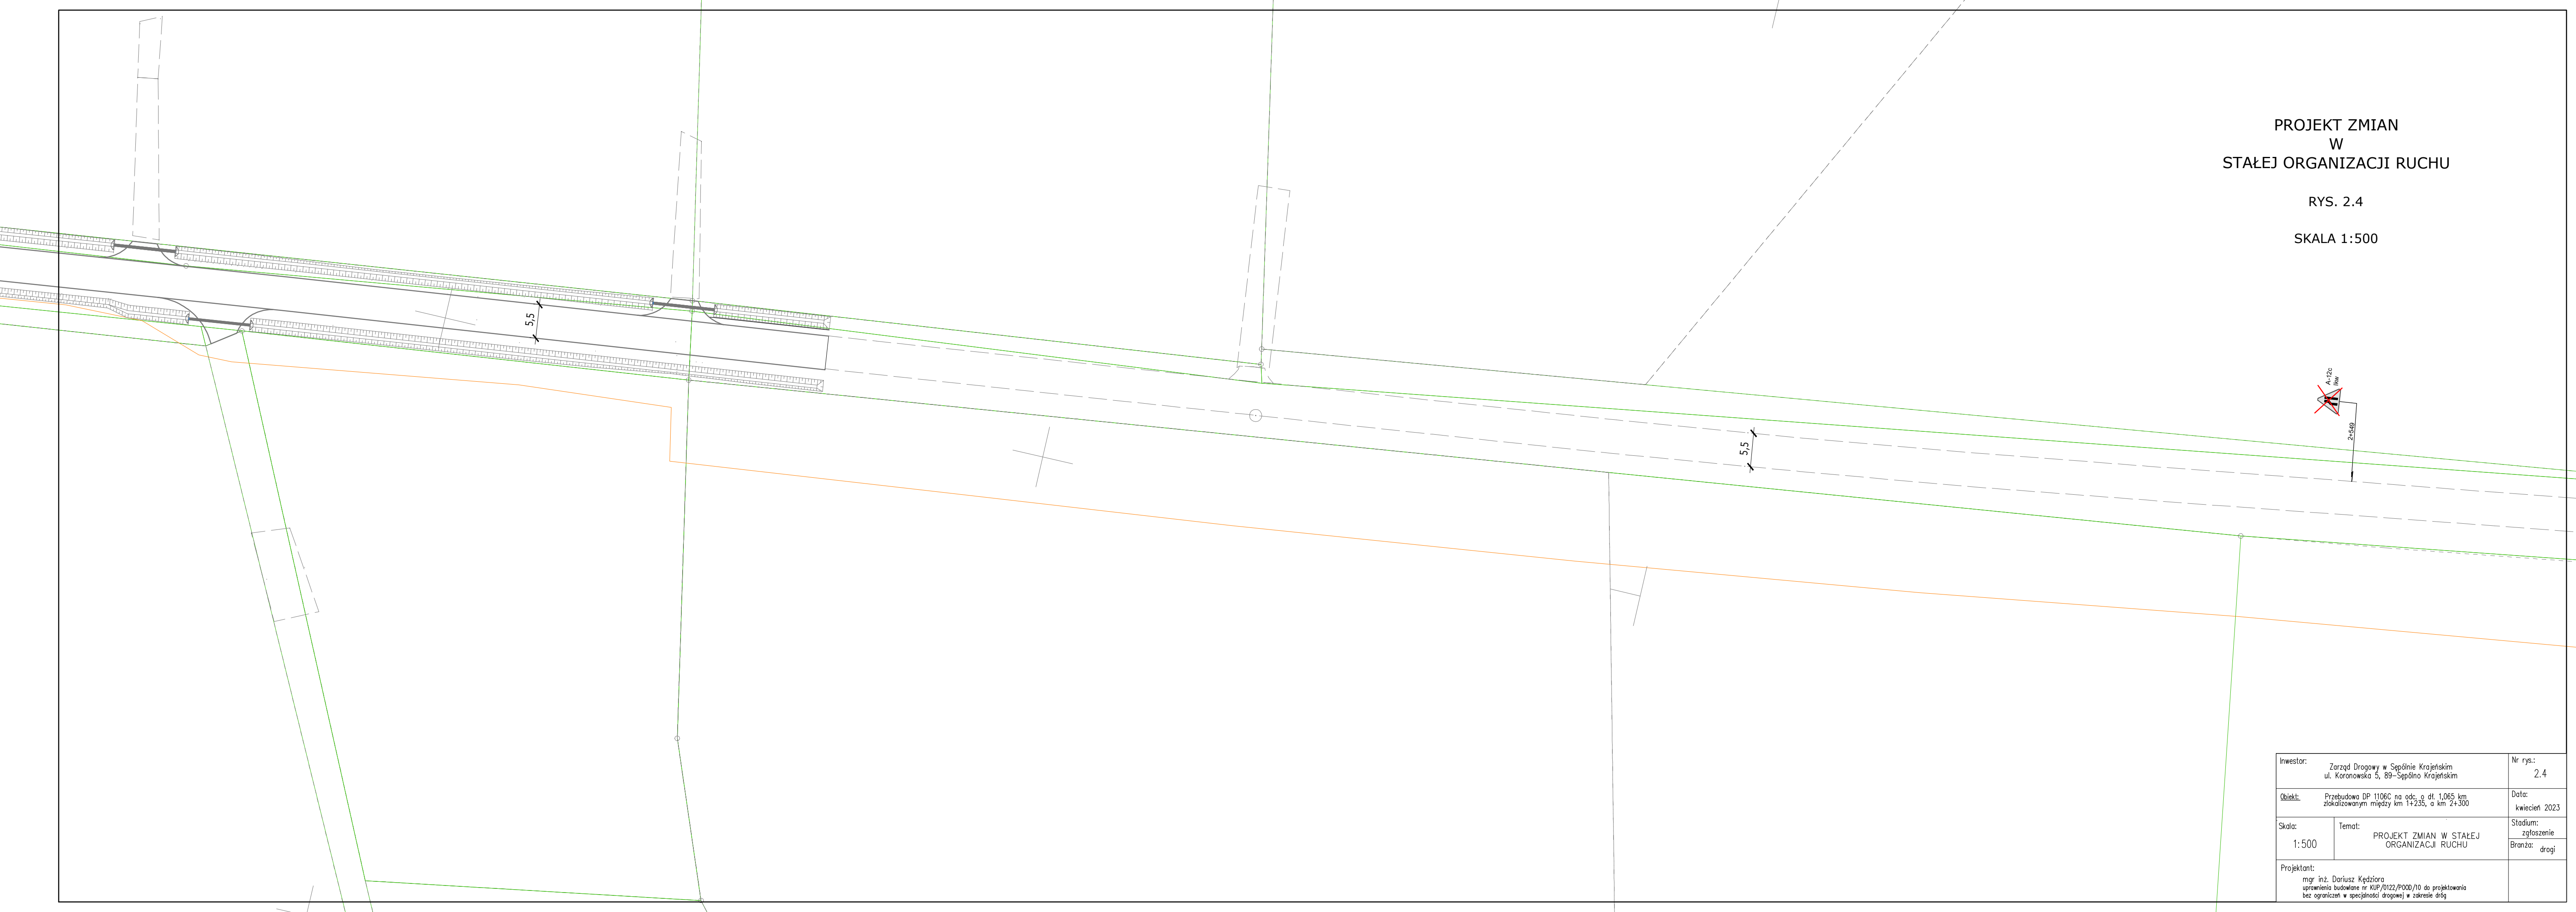 PROJEKT ZMIAN
W
STAŁEJ ORGANIZACJI RUCHU
RYS. 2.4
SKALA 1:500
5,5
5,5
A-12c
2+549
Inwestor:
Zarząd Drogowy w Sępólnie Krajeńskim
ul. Koronowska 5, 89-Sępólno Krajeńskim
Nr rys.:
2.4
Obiekt:
Przebudowa DP 1106C na odc. o dł. 1,065 km
zlokalizowanym między km 1+235, a km 2+300
Data:
kwiecień 2023
Skala:
1:500
Temat:
PROJEKT ZMIAN W STAŁEJ
ORGANIZACJI RUCHU
Stadium:
zgłoszenie
Branża:
drogi
Projektant:
mgr inż. Dariusz Kędziora
uprawnienia budowlane nr KUP/0122/POOD/10 do projektowania
bez ograniczeń w specjalności drogowej w zakresie dróg